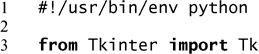 1 #!/usr/bin/env python
2
3 from Tkinter import Tk